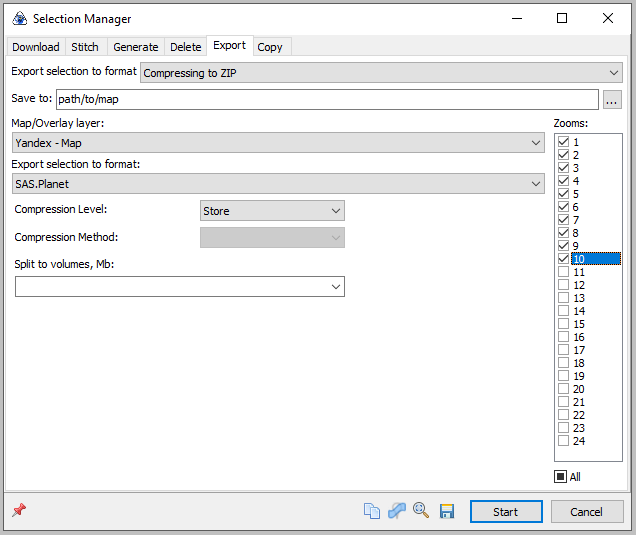 Selection Manager
Download Stitch Generate Delete Export Copy
Export selection to format Compressing to ZIP
Save to: path/to/map ...
Map/Overlay layer:
Yandex - Map
Export selection to format:
SAS.Planet
Compression Level: Store
Compression Method:
Split to volumes, Mb:
Zooms:
1
2
3
4
5
6
7
8
9
10
11
12
13
14
15
16
17
18
19
20
21
22
23
24
All
Start Cancel